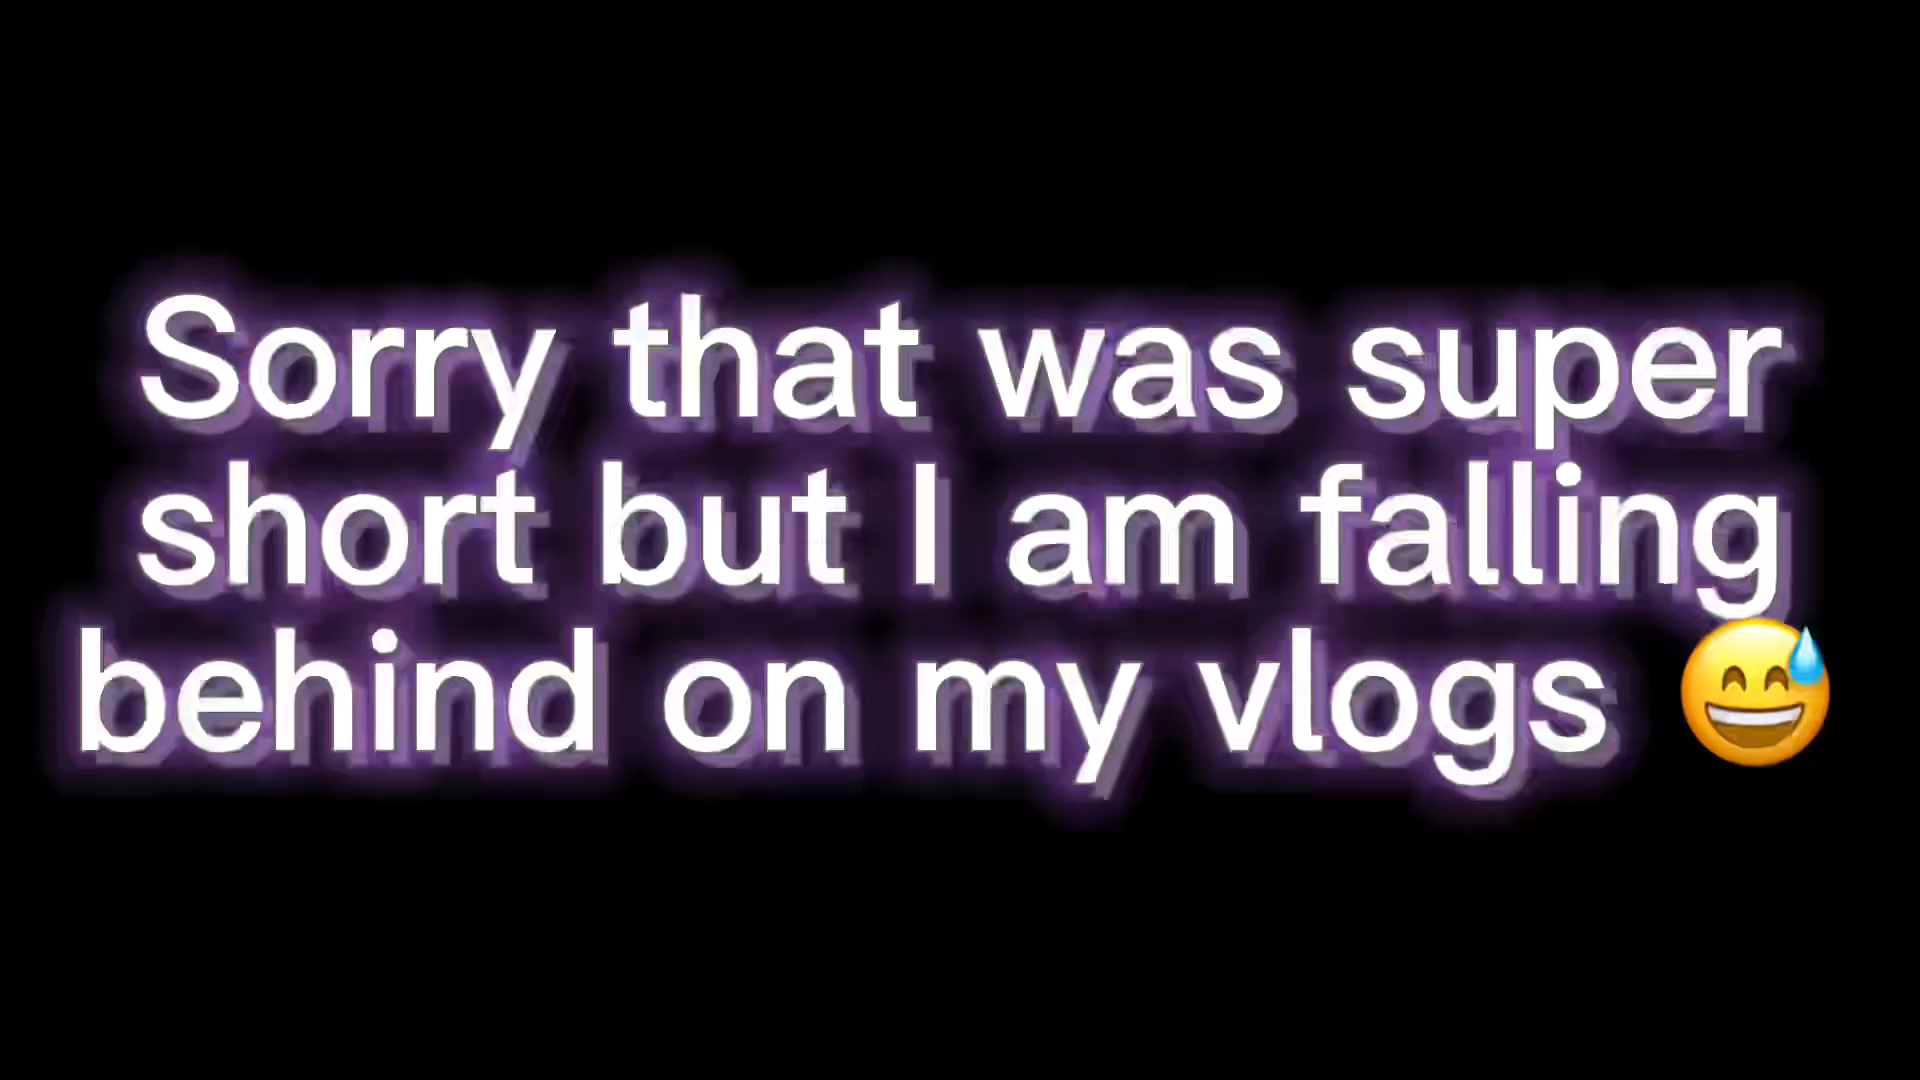 Sorry that was super
short but I am falling
behind on my vlogs 😅